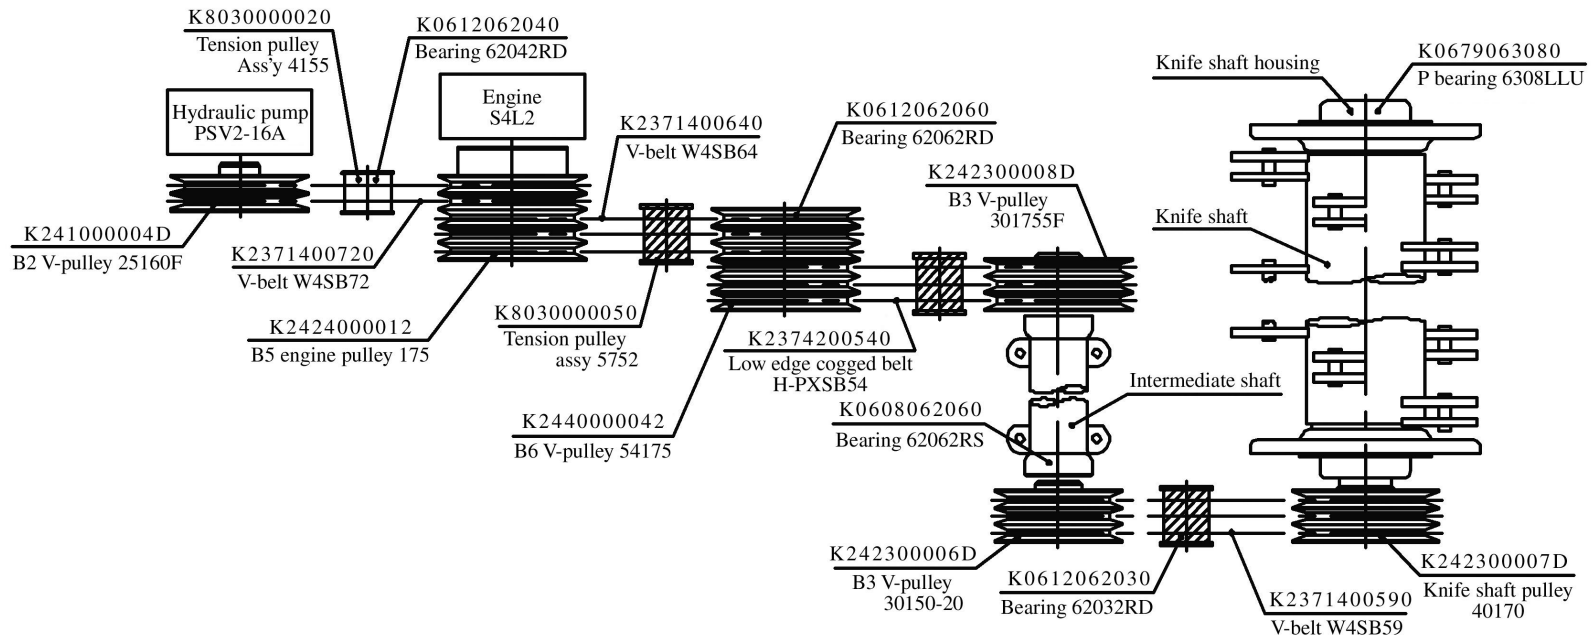 K8030000020
Tension pulley
Ass'y 4155
K0612062040
Bearing 62042RD
Hydraulic pump
PSV2-16A
Engine
S4L2
K241000004D
B2 V-pulley 25160F
K2371400720
V-belt W4SB72
K2424000012
B5 engine pulley 175
K2371400640
V-belt W4SB64
K8030000050
Tension pulley
assy 5752
K2440000042
B6 V-pulley 54175
K0612062060
Bearing 62062RD
K242300008D
B3 V-pulley
301755F
K2374200540
Low edge cogged belt
H-PXSB54
Knife shaft housing
K0679063080
P bearing 6308LLU
Knife shaft
Intermediate shaft
K0608062060
Bearing 62062RS
K242300006D
B3 V-pulley
30150-20
K0612062030
Bearing 62032RD
K2371400590
V-belt W4SB59
K242300007D
Knife shaft pulley
40170